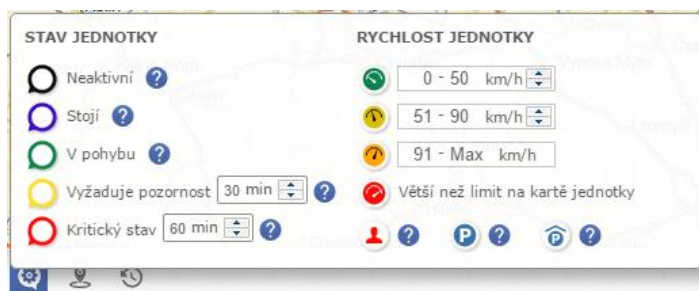 STAV JEDNOTKY
Neaktivní ?
Stojí ?
V pohybu ?
Vyžaduje pozornost 30 min ?
Kritický stav 60 min ?
RYCHLOST JEDNOTKY
0 - 50 km/h
51 - 90 km/h
91 - Max km/h
Větší než limit na kartě jednotky
? P ? P ?